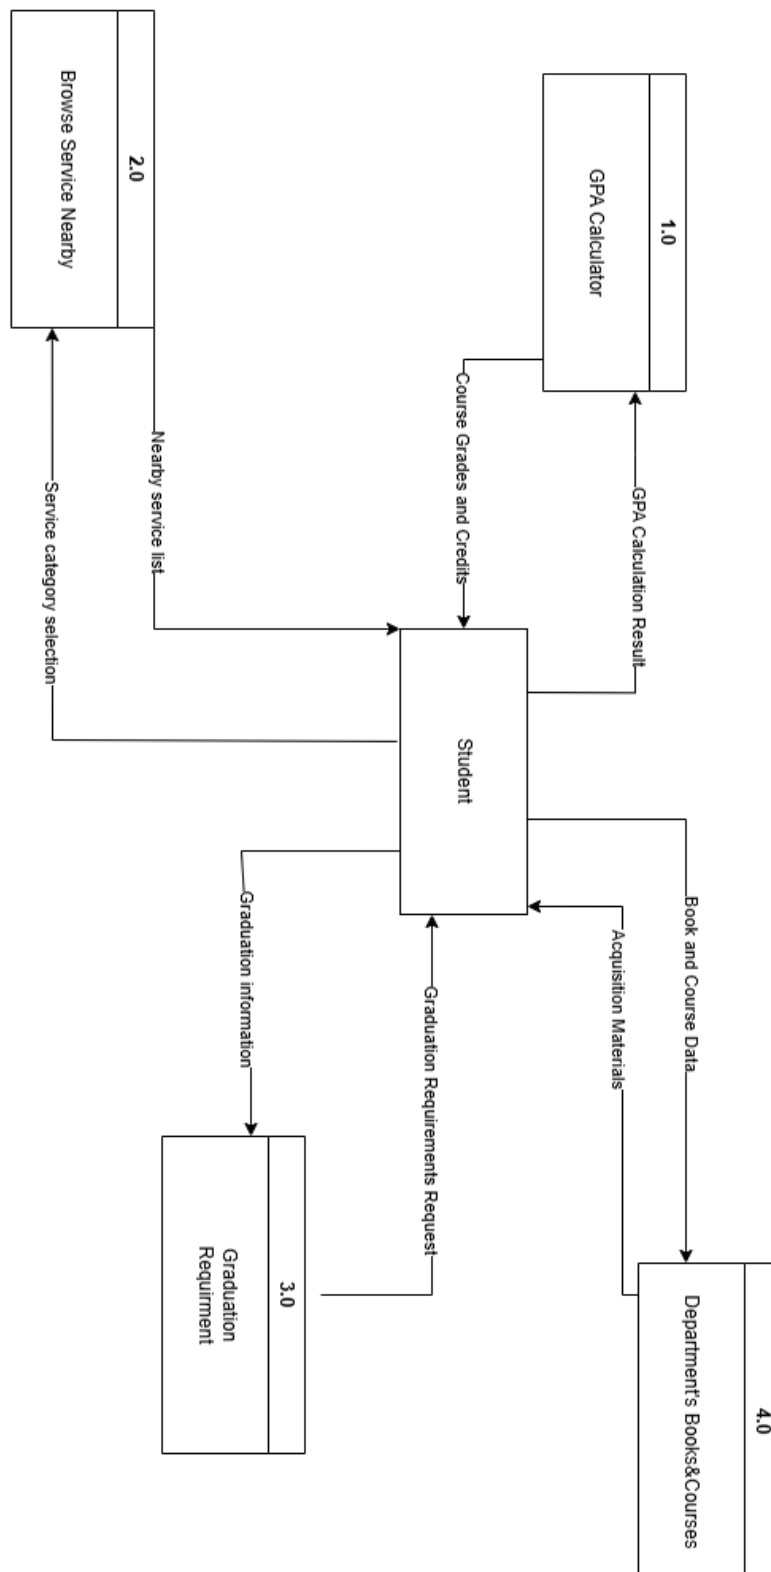 1.0
GPA Calculator
GPA Calculation Result
Course Grades and Credits
2.0
Browse Service Nearby
Nearby service list
Service category selection
Student
Book and Course Data
Acquisition Materials
4.0
Department's Books&Courses
Graduation Requirements Request
Graduation information
3.0
Graduation
Requirment